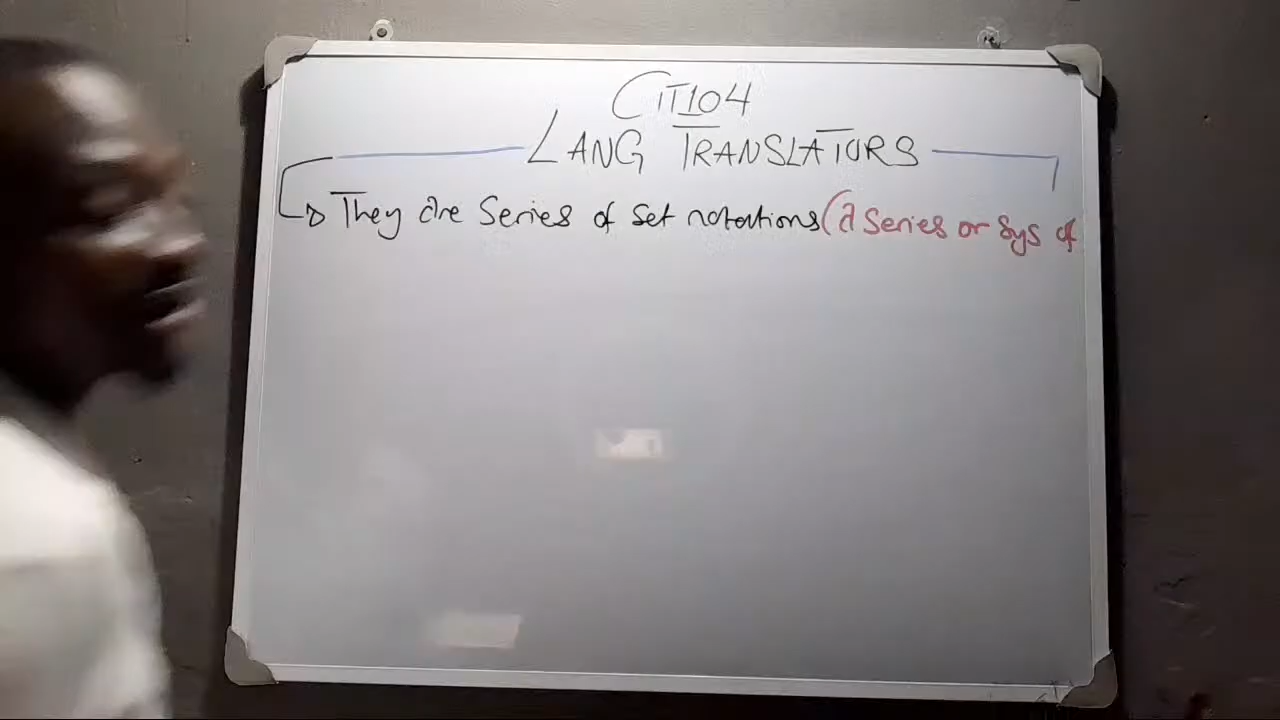 CIT104
LANG TRANSLATORS
They are Series of set notations (a Series or Sys of